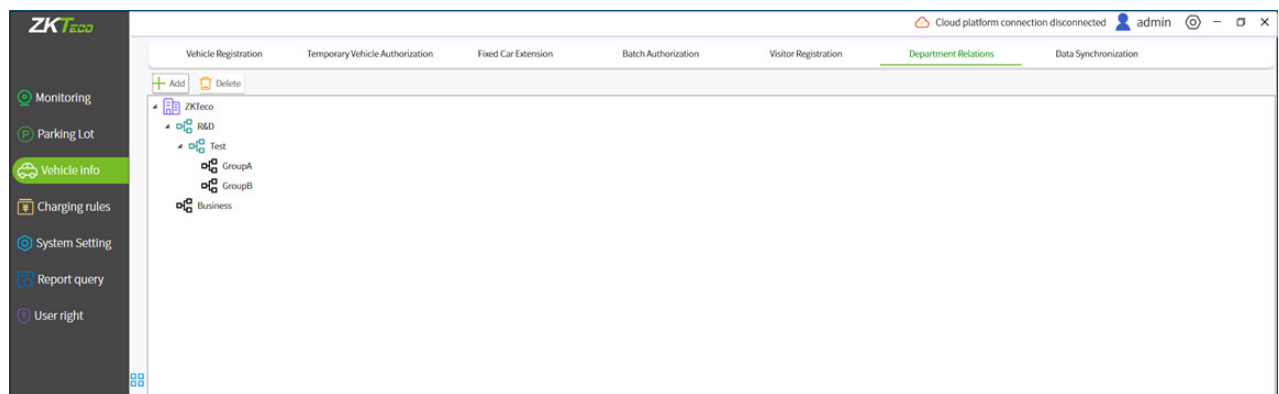 ZKTeco
Cloud platform connection disconnected admin
Vehicle Registration Temporary Vehicle Authorization Fixed Car Extension Batch Authorization Visitor Registration Department Relations Data Synchronization
Add Delete
Monitoring
Parking Lot
Vehicle Info
Charging rules
System Setting
Report query
User right
ZKTeco
R&D
Test
GroupA
GroupB
Business